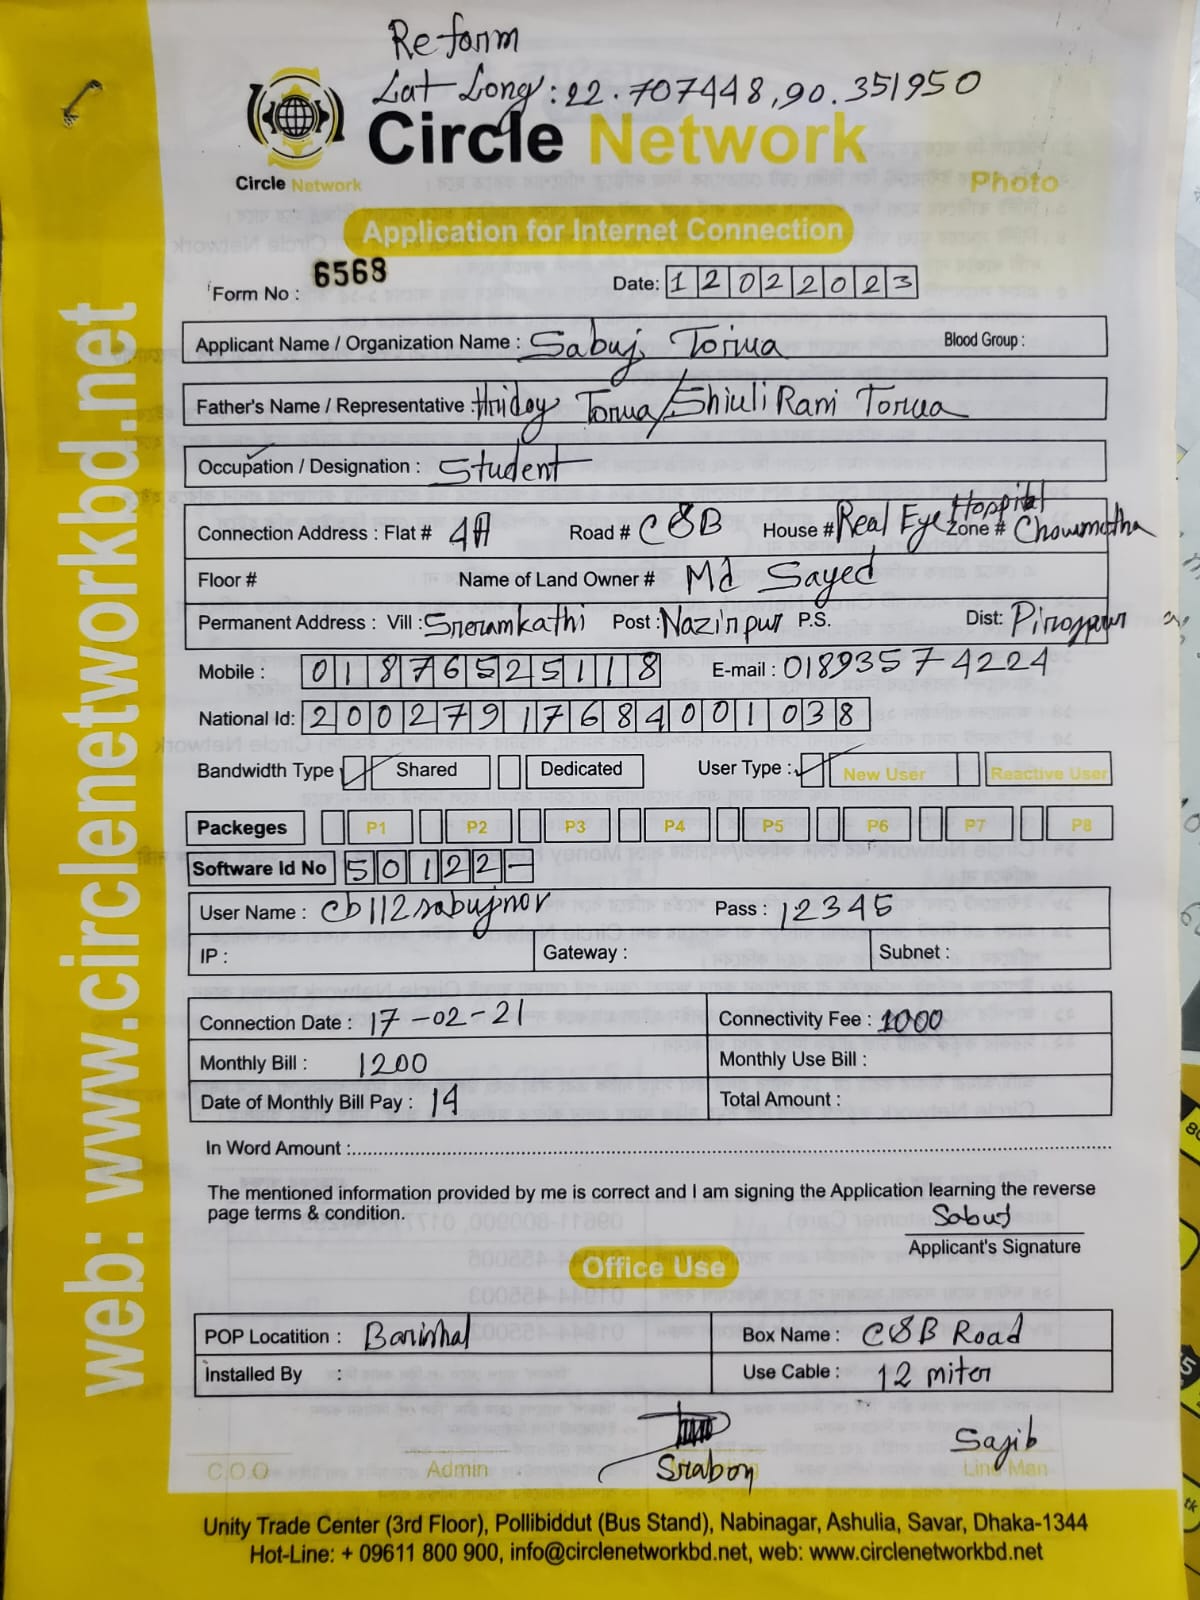 Re form
Lat Long: 22.707448,90.351950
Circle Network
Circle Network
Photo
Application for Internet Connection
Form No : 6568 Date: 12022023
Applicant Name / Organization Name : Sabuj Torua Blood Group :
Father's Name / Representative : Hridoy Torua/Shiuli Rani Torua
Occupation / Designation : Student
Connection Address : Flat # 4A Road # C&B House # Real Eye Hospital Zone # Chowmatha
Floor # Name of Land Owner # Md Sayed
Permanent Address : Vill : Sreramkathi Post : Nazirpur P.S. Dist: Pirojpur
Mobile : 01876525118 E-mail : 01893574224
National Id: 20027917684001038
Bandwidth Type Shared Dedicated User Type : New User Reactive User
Packeges P1 P2 P3 P4 P5 P6 P7 P8
Software Id No 50122-
User Name : cb112sabujnor Pass : 12345
IP : Gateway : Subnet :
Connection Date : 17-02-21 Connectivity Fee : 1000
Monthly Bill : 1200 Monthly Use Bill :
Date of Monthly Bill Pay : 14 Total Amount :
In Word Amount :
The mentioned information provided by me is correct and I am signing the Application learning the reverse
page terms & condition.
Sabuj
Applicant's Signature
Office Use
POP Locatition : Barishal Box Name : C&B Road
Installed By : Use Cable : 12 miter
Srabon Sajib
C.O.O Admin Line Man
Unity Trade Center (3rd Floor), Pollibiddut (Bus Stand), Nabinagar, Ashulia, Savar, Dhaka-1344
Hot-Line: + 09611 800 900, info@circlenetworkbd.net, web: www.circlenetworkbd.net
web: www.circlenetworkbd.net